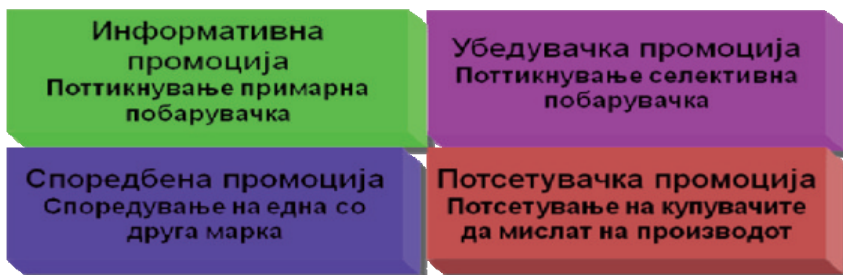 Информативна
промоција
Поттикнување примарна
побарувачка
Убедувачка промоција
Поттикнување селективна
побарувачка
Споредбена промоција
Споредување на една со
друга марка
Потсетувачка промоција
Потсетување на купувачите
да мислат на производот